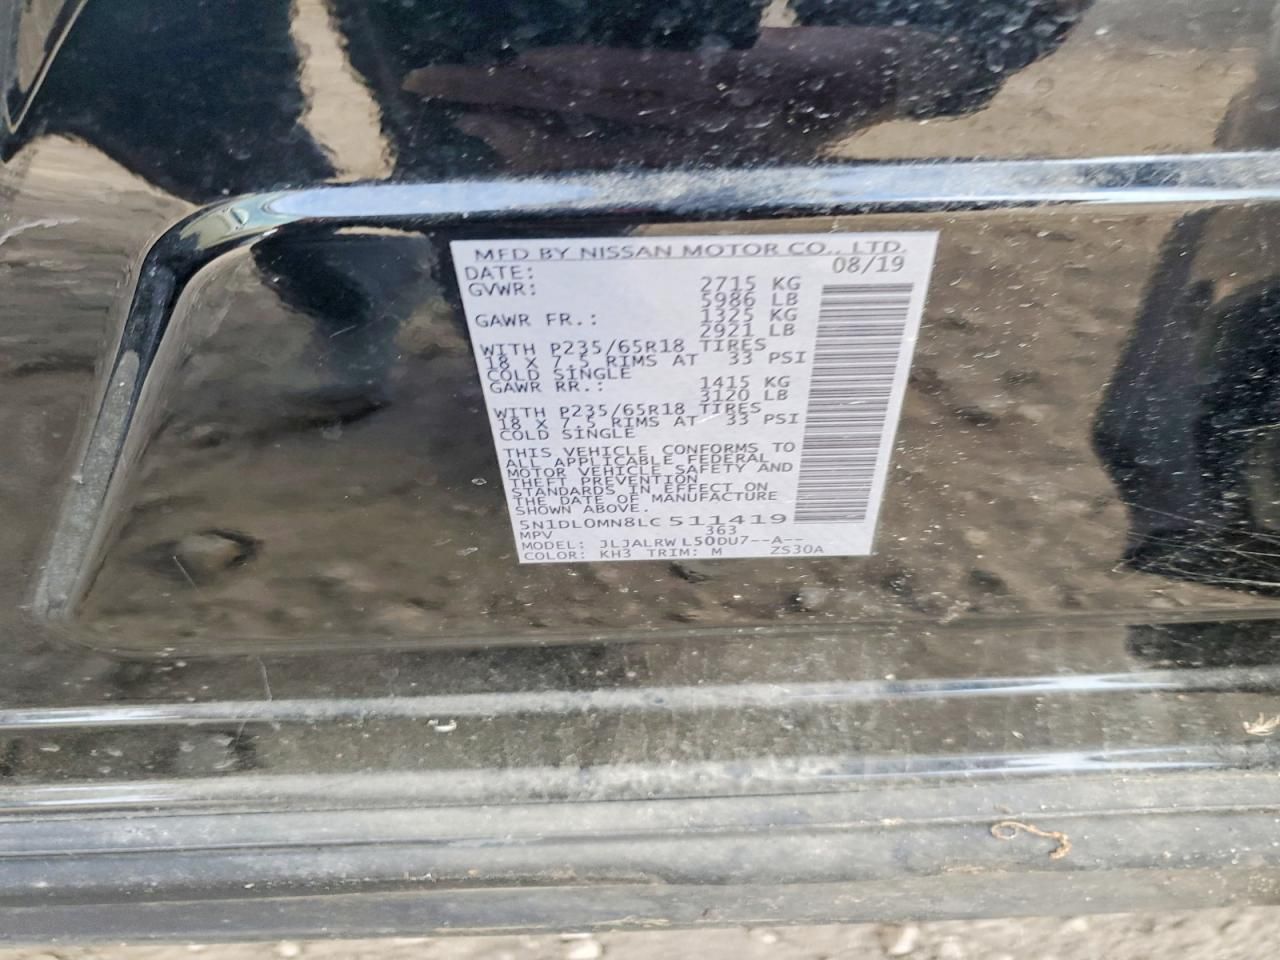 MFD BY NISSAN MOTOR CO., LTD.
DATE: 08/19
GVWR: 2715 KG
5986 LB
GAWR FR.: 1325 KG
2921 LB
WITH P235/65R18 TIRES
18 X 7.5 RIMS AT 33 PSI
COLD SINGLE
GAWR RR.: 1415 KG
3120 LB
WITH P235/65R18 TIRES
18 X 7.5 RIMS AT 33 PSI
COLD SINGLE
THIS VEHICLE CONFORMS TO
ALL APPLICABLE FEDERAL
MOTOR VEHICLE SAFETY AND
THEFT PREVENTION
STANDARDS IN EFFECT ON
THE DATE OF MANUFACTURE
SHOWN ABOVE.
5N1DL0MN8LC511419
MPV 363
MODEL: JLJALRWL50DU7--A--
COLOR: KH3 TRIM: M ZS30A